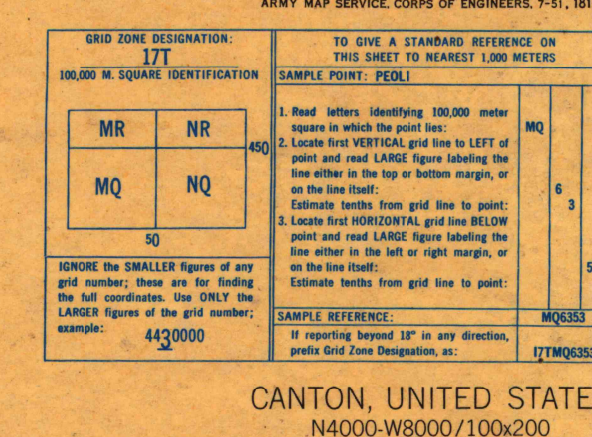 ARMY MAP SERVICE, CORPS OF ENGINEERS, 7-51, 181
GRID ZONE DESIGNATION:
17T
100,000 M. SQUARE IDENTIFICATION
MR NR
450
MQ NQ
50
IGNORE the SMALLER figures of any
grid number; these are for finding
the full coordinates. Use ONLY the
LARGER figures of the grid number;
example:
4430000
TO GIVE A STANDARD REFERENCE ON
THIS SHEET TO NEAREST 1,000 METERS
SAMPLE POINT: PEOLI
1. Read letters identifying 100,000 meter
square in which the point lies: MQ
2. Locate first VERTICAL grid line to LEFT of
point and read LARGE figure labeling the
line either in the top or bottom margin, or
on the line itself: 6
Estimate tenths from grid line to point: 3
3. Locate first HORIZONTAL grid line BELOW
point and read LARGE figure labeling the
line either in the left or right margin, or
on the line itself: 5
Estimate tenths from grid line to point:
SAMPLE REFERENCE: MQ6353
If reporting beyond 18° in any direction,
prefix Grid Zone Designation, as: 17TMQ6353
CANTON, UNITED STATE
N4000-W8000/100x200